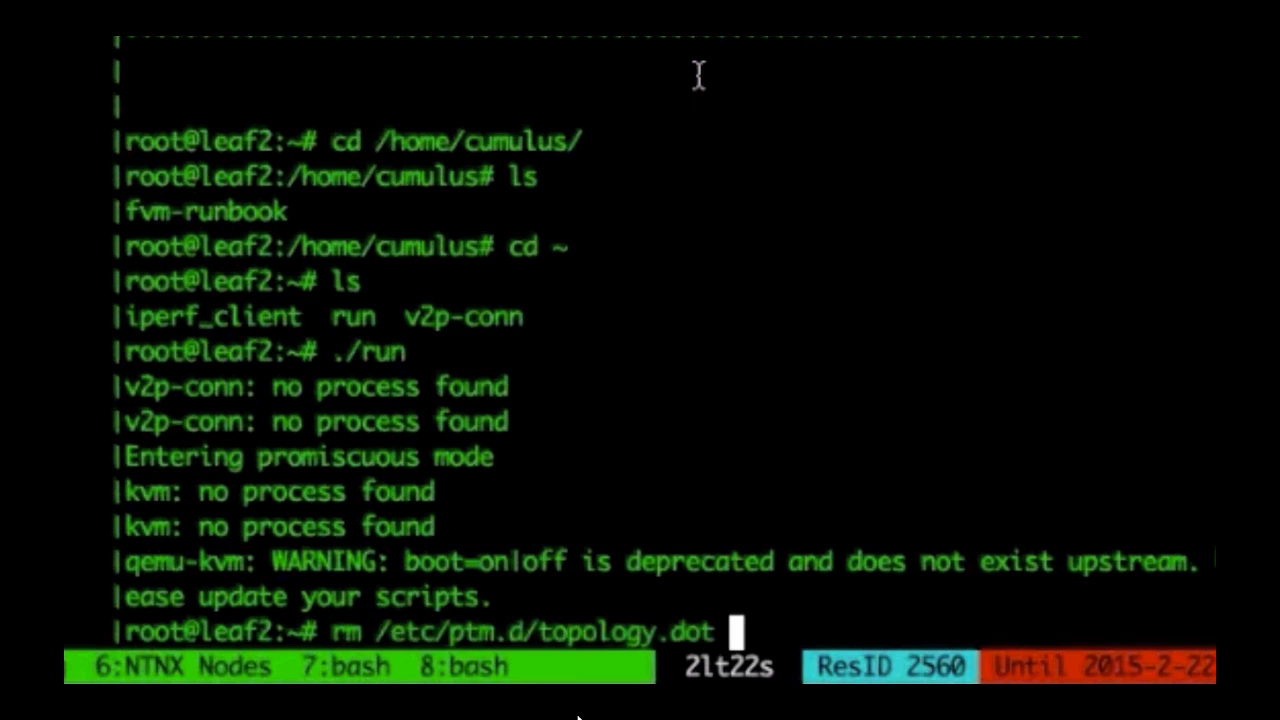 |root@leaf2:~# cd /home/cumulus/
|root@leaf2:/home/cumulus# ls
|fvm-runbook
|root@leaf2:/home/cumulus# cd ~
|root@leaf2:~# ls
|iperf_client run v2p-conn
|root@leaf2:~# ./run
|v2p-conn: no process found
|v2p-conn: no process found
|Entering promiscuous mode
|kvm: no process found
|kvm: no process found
|qemu-kvm: WARNING: boot=on|off is deprecated and does not exist upstream.
|ease update your scripts.
|root@leaf2:~# rm /etc/ptm.d/topology.dot
6:NTNX Nodes 7:bash 8:bash 2lt22s ResID 2560 Until 2015-2-22